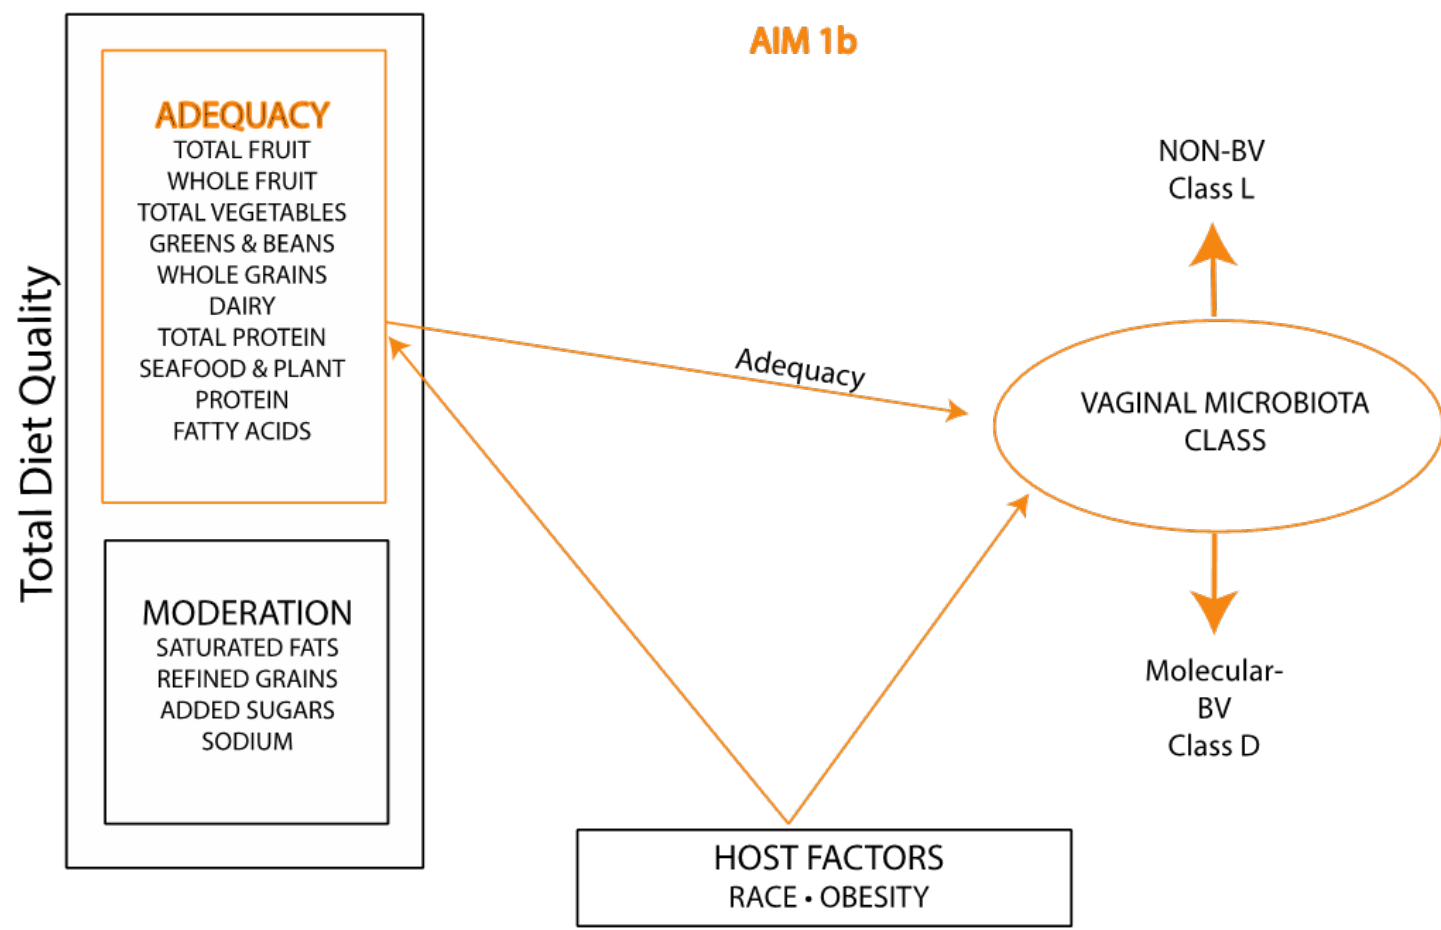 AIM 1b
Total Diet Quality
ADEQUACY
TOTAL FRUIT
WHOLE FRUIT
TOTAL VEGETABLES
GREENS & BEANS
WHOLE GRAINS
DAIRY
TOTAL PROTEIN
SEAFOOD & PLANT
PROTEIN
FATTY ACIDS
MODERATION
SATURATED FATS
REFINED GRAINS
ADDED SUGARS
SODIUM
Adequacy
NON-BV
Class L
VAGINAL MICROBIOTA
CLASS
Molecular-
BV
Class D
HOST FACTORS
RACE • OBESITY